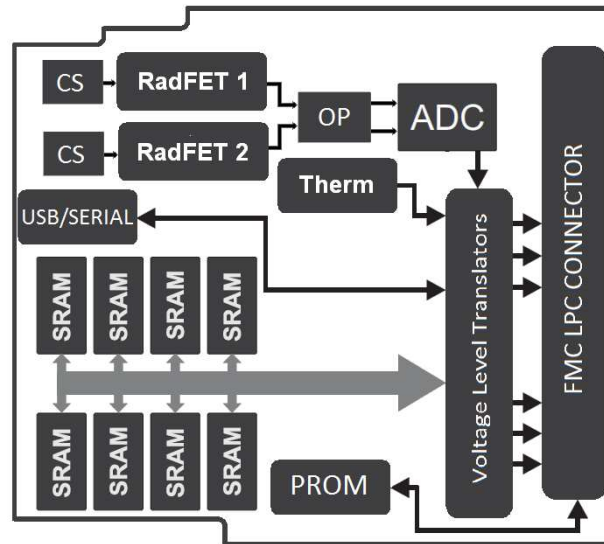 CS
RadFET 1
CS
RadFET 2
OP
ADC
Therm
USB/SERIAL
SRAM
SRAM
SRAM
SRAM
SRAM
SRAM
SRAM
SRAM
PROM
Voltage Level Translators
FMC LPC CONNECTOR